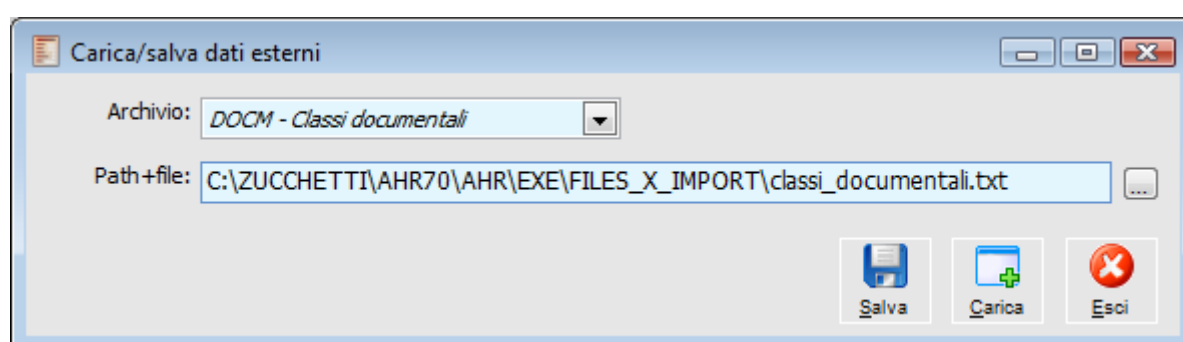 Carica/salva dati esterni
Archivio: DOCM - Classi documentali
Path+file: C:\ZUCCHETTI\AHR70\AHR\EXE\FILES_X_IMPORT\classi_documentali.txt ...
Salva Carica Esci